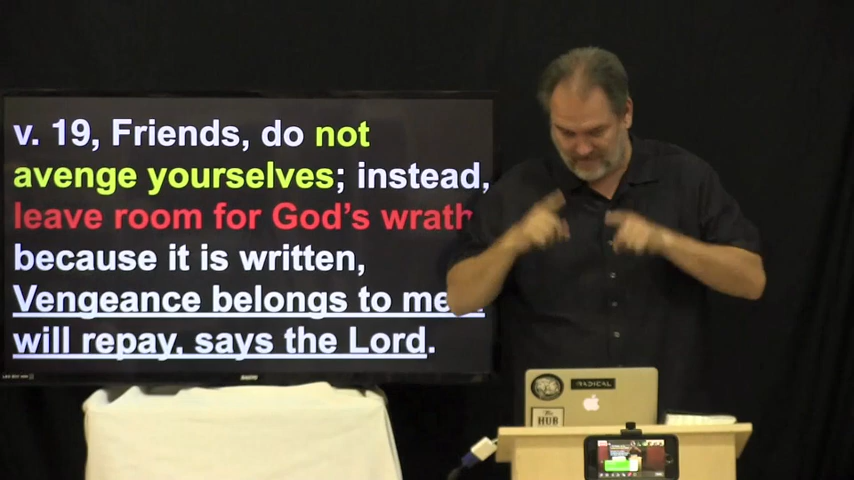 v. 19, Friends, do not
avenge yourselves; instead,
leave room for God's wrath
because it is written,
Vengeance belongs to me
will repay, says the Lord.
RADICAL
HUB